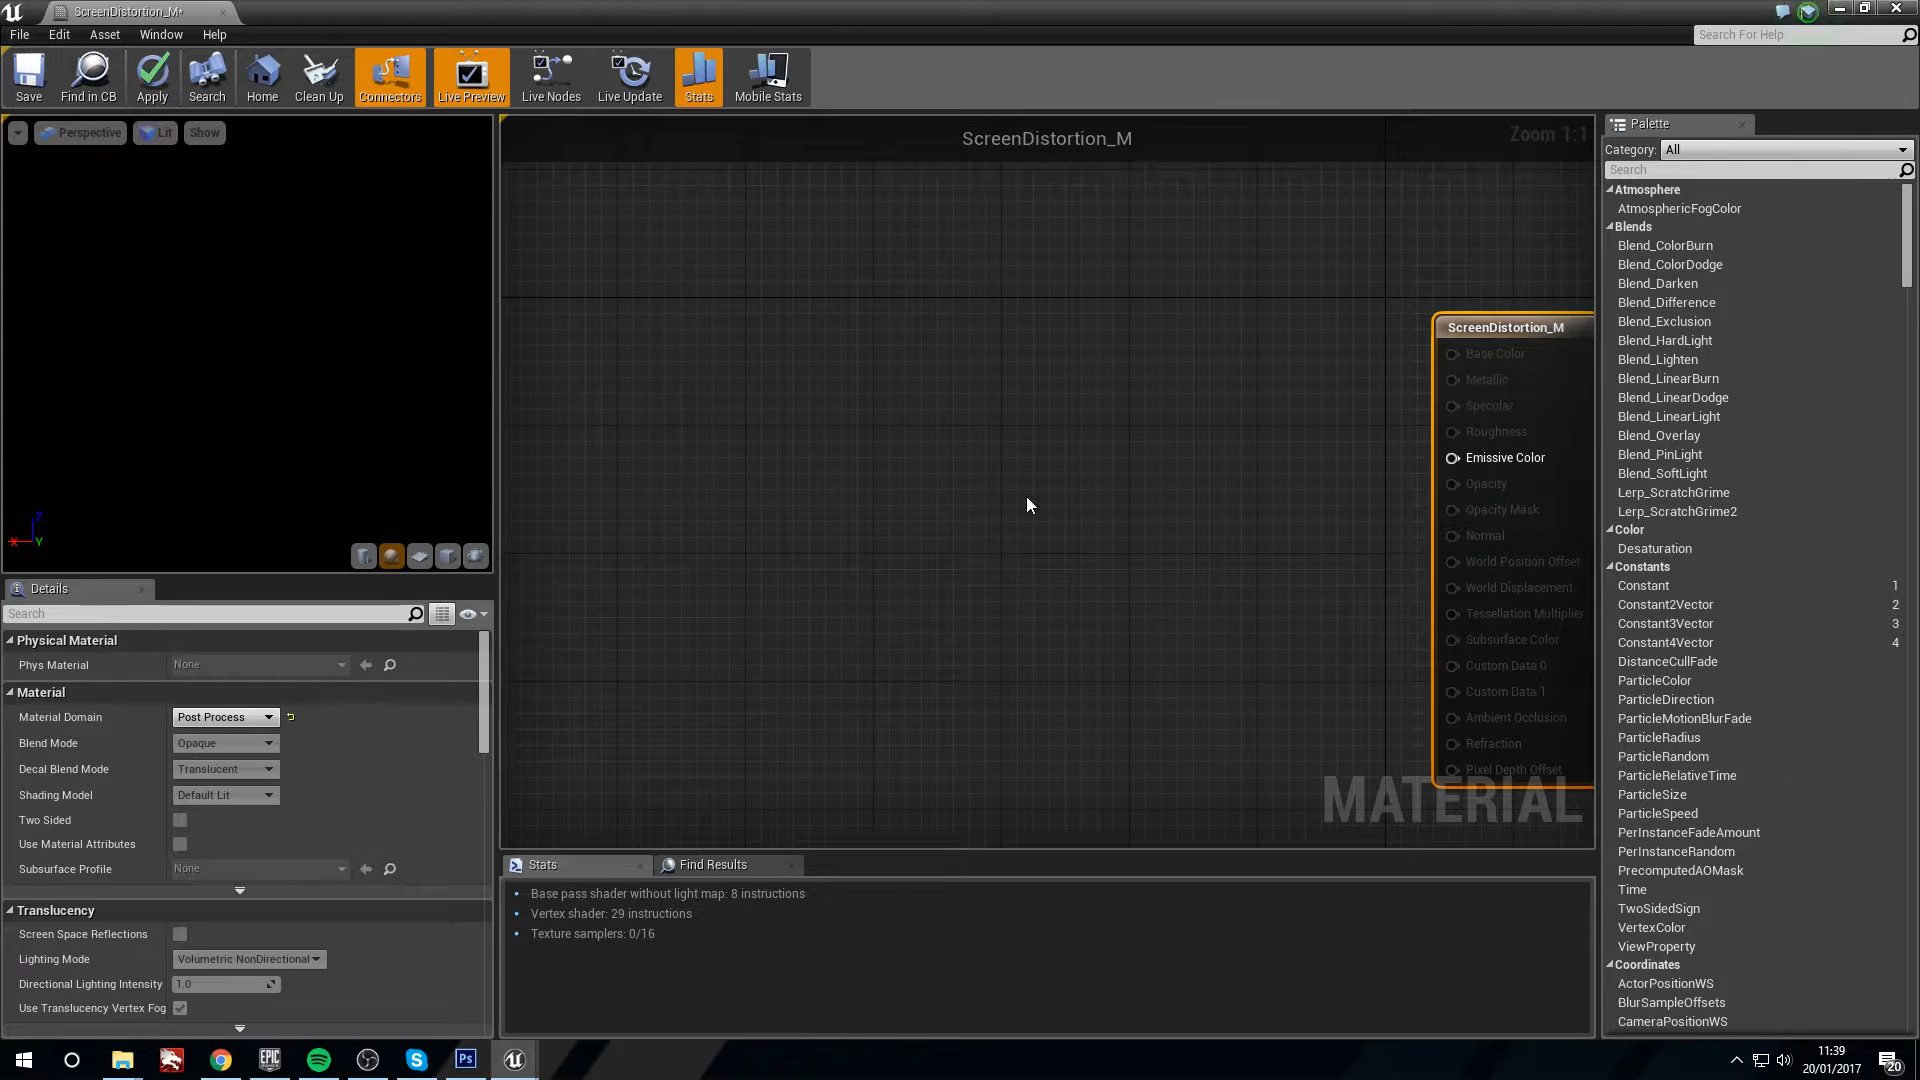 ScreenDistortion_M*
File Edit Asset Window Help
Search For Help
Save Find in CB Apply Search Home Clean Up Connectors Live Preview Live Nodes Live Update Stats Mobile Stats
Perspective Lit Show
X Z Y
ScreenDistortion_M
Zoom 1:1
ScreenDistortion_M
Base Color
Metallic
Specular
Roughness
Emissive Color
Opacity
Opacity Mask
Normal
World Position Offset
World Displacement
Tessellation Multiplier
Subsurface Color
Custom Data 0
Custom Data 1
Ambient Occlusion
Refraction
Pixel Depth Offset
MATERIAL
Details
Search
Physical Material
Phys Material None
Material
Material Domain Post Process
Blend Mode Opaque
Decal Blend Mode Translucent
Shading Model Default Lit
Two Sided
Use Material Attributes
Subsurface Profile None
Translucency
Screen Space Reflections
Lighting Mode Volumetric NonDirectional
Directional Lighting Intensity 1.0
Use Translucency Vertex Fog
Stats Find Results
• Base pass shader without light map: 8 instructions
• Vertex shader: 29 instructions
• Texture samplers: 0/16
Palette
Category: All
Search
Atmosphere
AtmosphericFogColor
Blends
Blend_ColorBurn
Blend_ColorDodge
Blend_Darken
Blend_Difference
Blend_Exclusion
Blend_HardLight
Blend_Lighten
Blend_LinearBurn
Blend_LinearDodge
Blend_LinearLight
Blend_Overlay
Blend_PinLight
Blend_SoftLight
Lerp_ScratchGrime
Lerp_ScratchGrime2
Color
Desaturation
Constants
Constant 1
Constant2Vector 2
Constant3Vector 3
Constant4Vector 4
DistanceCullFade
ParticleColor
ParticleDirection
ParticleMotionBlurFade
ParticleRadius
ParticleRandom
ParticleRelativeTime
ParticleSize
ParticleSpeed
PerInstanceFadeAmount
PerInstanceRandom
PrecomputedAOMask
Time
TwoSidedSign
VertexColor
ViewProperty
Coordinates
ActorPositionWS
BlurSampleOffsets
CameraPositionWS
EPIC
Ps
11:39
20/01/2017
20